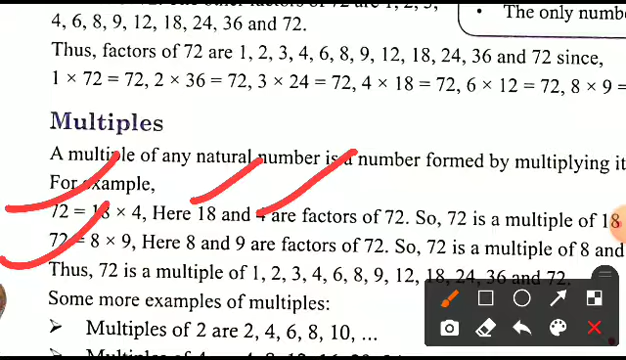 4, 6, 8, 9, 12, 18, 24, 36 and 72.
• The only numb
Thus, factors of 72 are 1, 2, 3, 4, 6, 8, 9, 12, 18, 24, 36 and 72 since,
1 × 72 = 72, 2 × 36 = 72, 3 × 24 = 72, 4 × 18 = 72, 6 × 12 = 72, 8 × 9 =
Multiples
A multiple of any natural number is a number formed by multiplying it
For example,
72 = 18 × 4, Here 18 and 4 are factors of 72. So, 72 is a multiple of 18
72 = 8 × 9, Here 8 and 9 are factors of 72. So, 72 is a multiple of 8 and
Thus, 72 is a multiple of 1, 2, 3, 4, 6, 8, 9, 12, 18, 24, 36 and 72.
Some more examples of multiples:
➤ Multiples of 2 are 2, 4, 6, 8, 10, ...